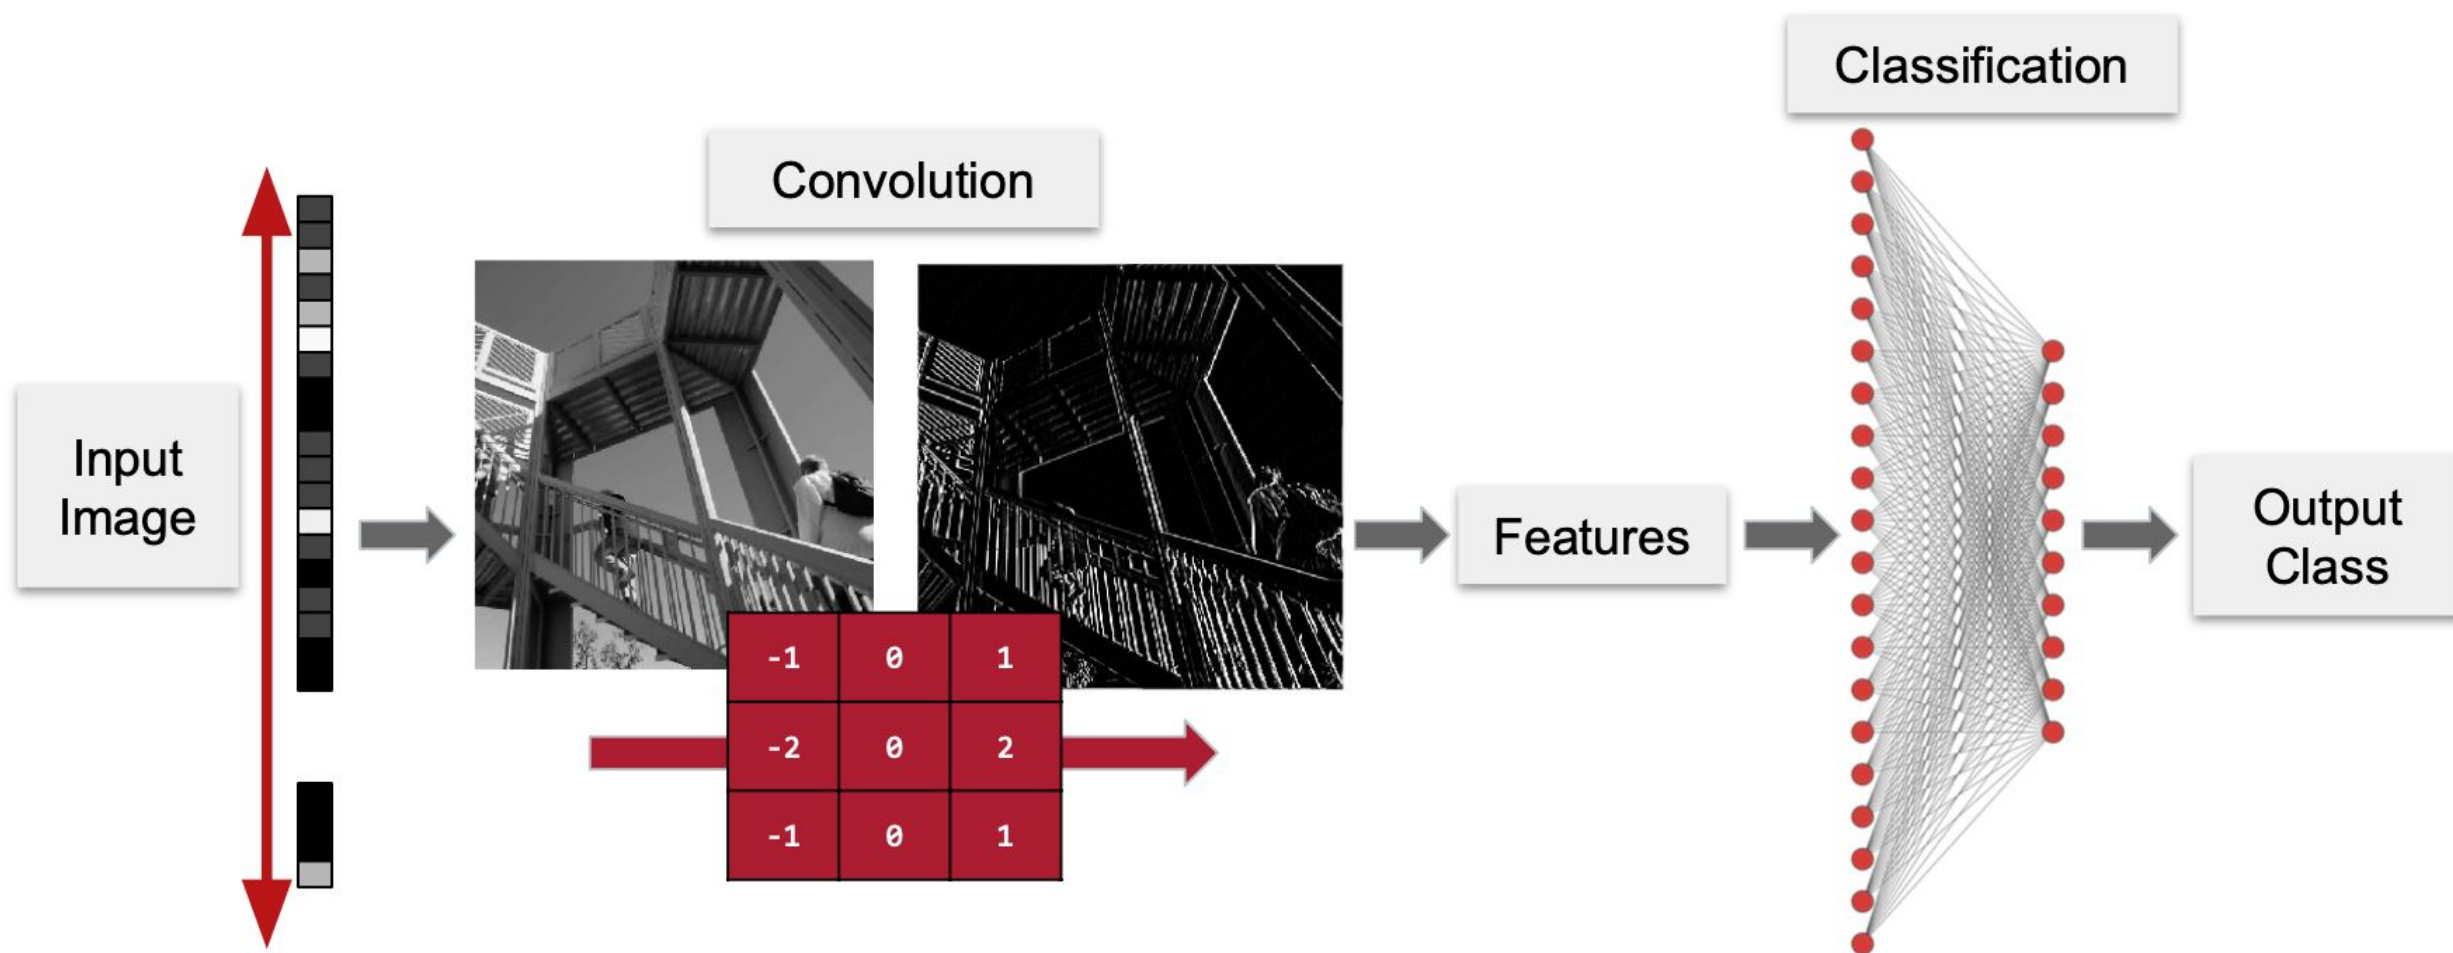 Classification
Convolution
Input
Image
Features
Output
Class
-1 0 1
-2 0 2
-1 0 1